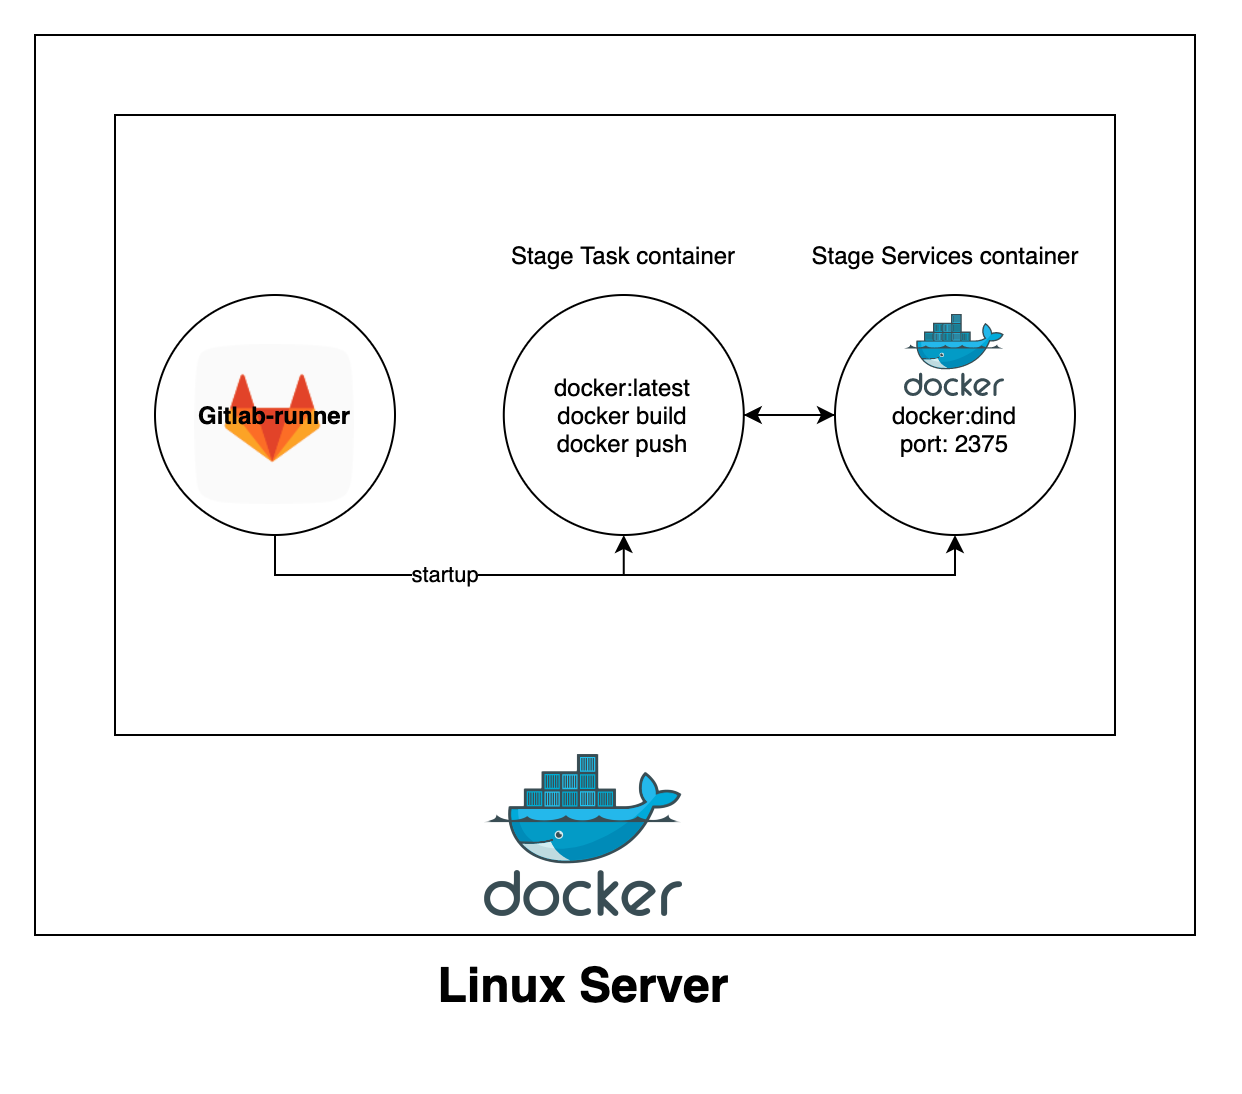 Stage Task container
Stage Services container
Gitlab-runner
docker:latest
docker build
docker push
docker
docker:dind
port: 2375
startup
docker
Linux Server